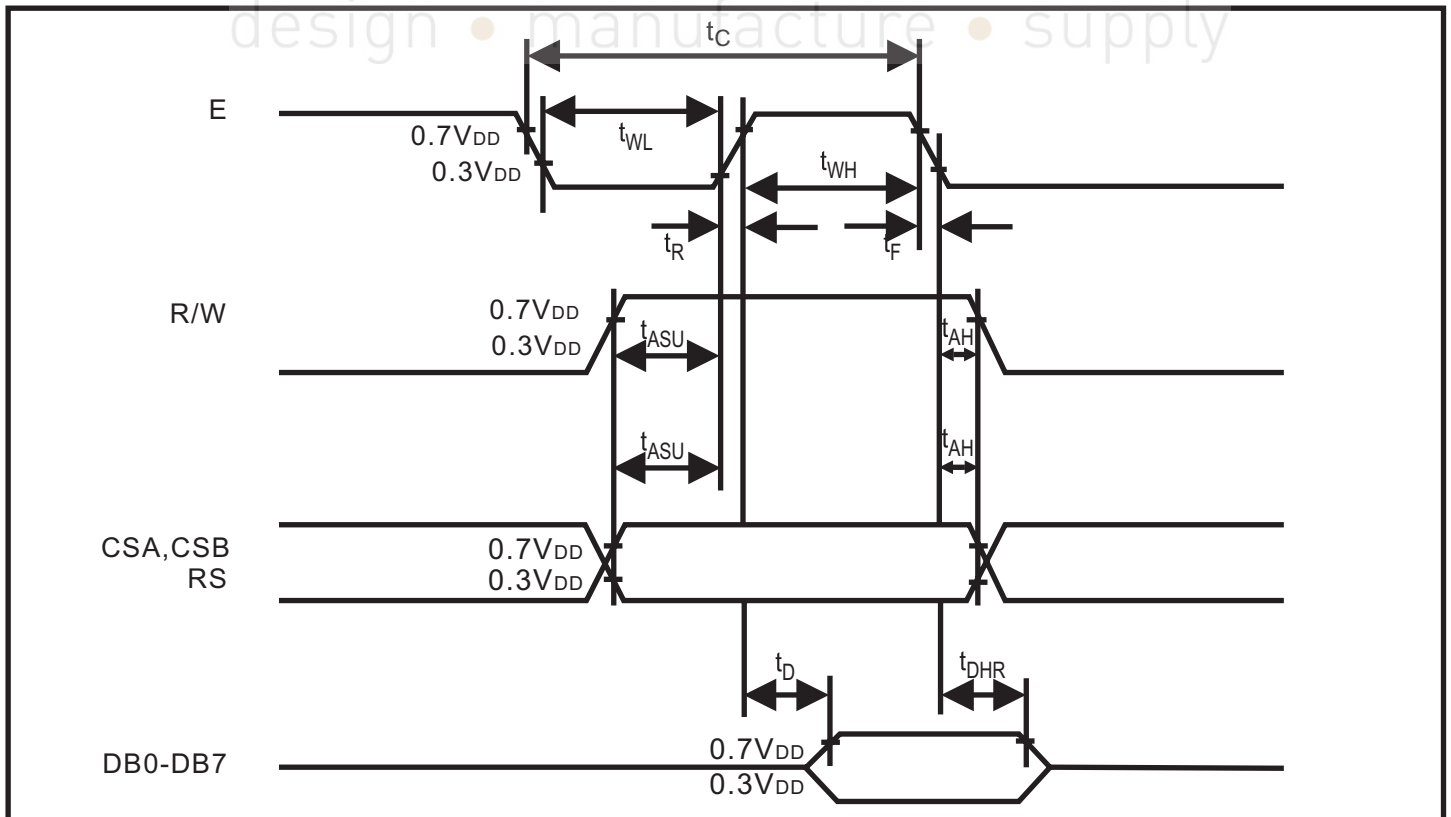 design • manufacture • supply
tC
E
0.7VDD
tWL
0.3VDD
tWH
tR
tF
R/W
0.7VDD
0.3VDD
tASU
tAH
tASU
tAH
CSA,CSB
RS
0.7VDD
0.3VDD
tD
tDHR
DB0-DB7
0.7VDD
0.3VDD